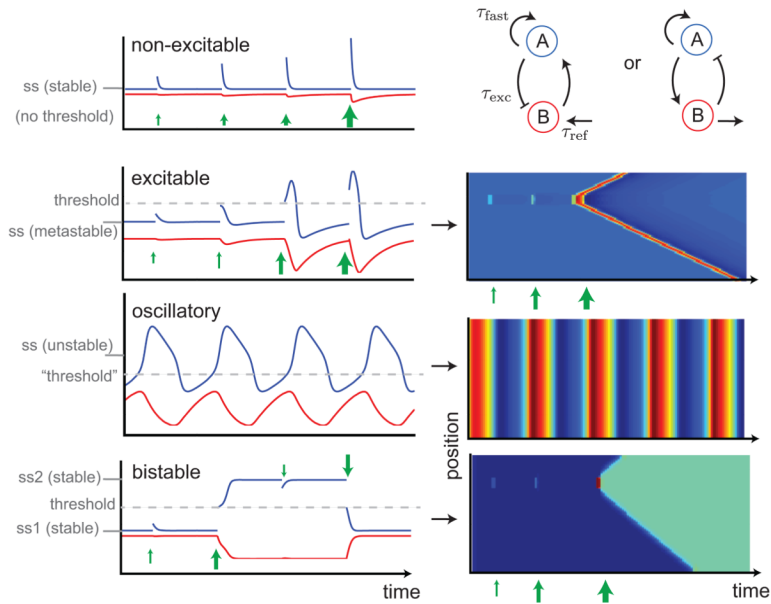 non-excitable
ss (stable)
(no threshold)
τfast
A
τexc
B
τref
or
A
B
excitable
threshold
ss (metastable)
oscillatory
ss (unstable)
“threshold”
position
bistable
ss2 (stable)
threshold
ss1 (stable)
time
time